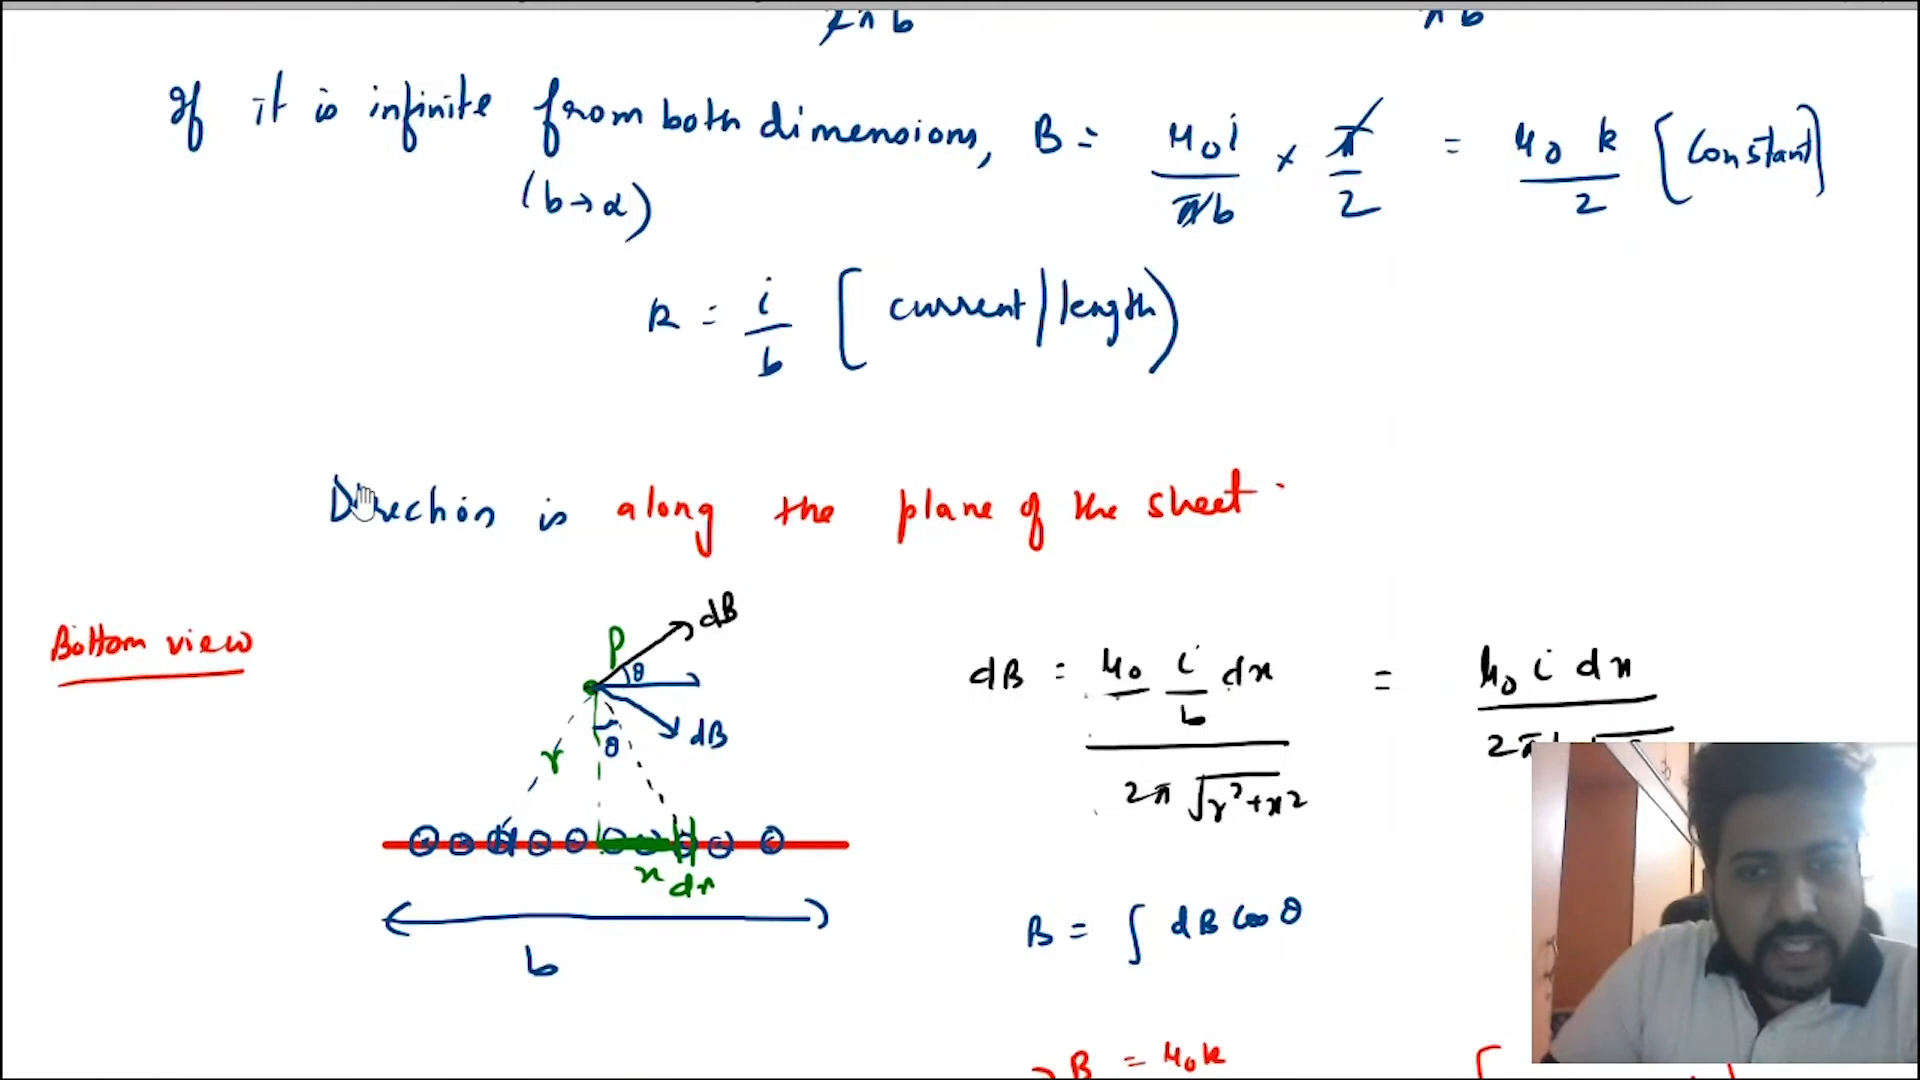 2π b
π b
If it is infinite from both dimensions, B = μ₀ i / πb × π / 2 = μ₀ k / 2 [Constant]
(b→α)
k = i / b [current/length)
Direction is along the plane of the sheet.
Bottom view
P
dB
θ
dB
θ
r
x dx
b
dB = μ₀ i/b dx / 2π √r²+x² = μ₀ i dx
B = ∫ dB cos θ
B = μ₀k